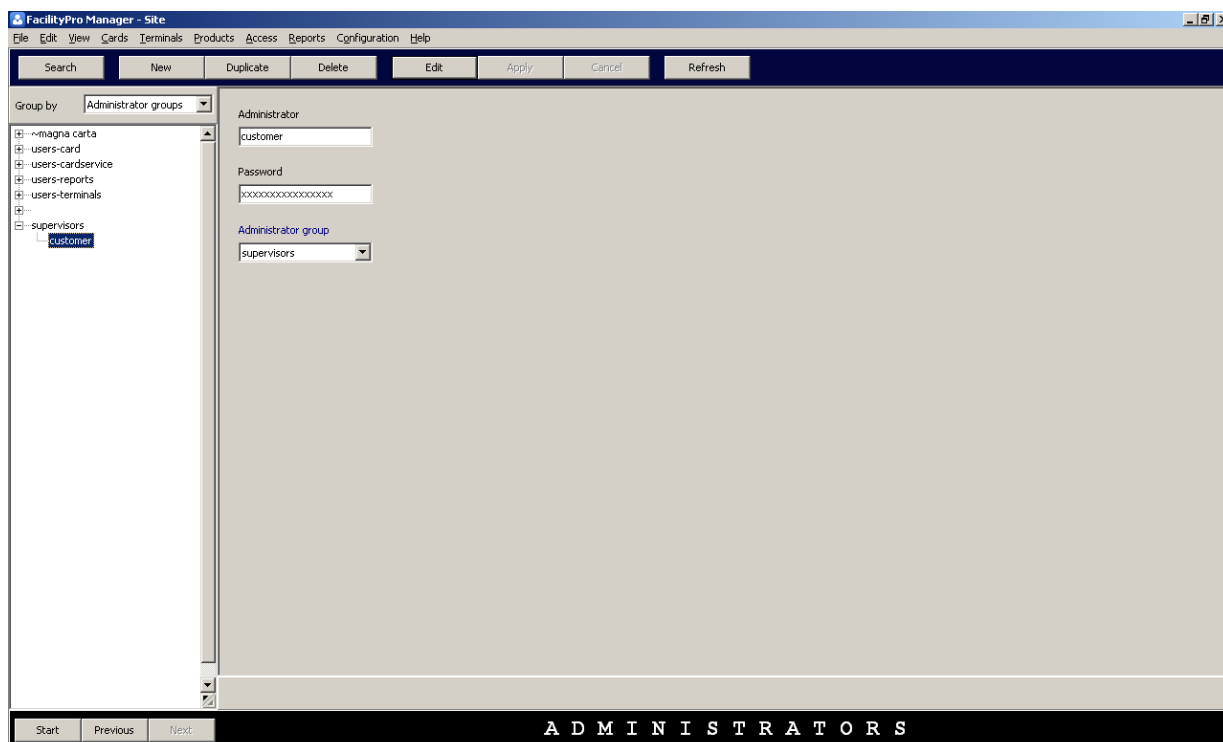 FacilityPro Manager - Site
File Edit View Cards Terminals Products Access Reports Configuration Help
Search New Duplicate Delete Edit Apply Cancel Refresh
Group by Administrator groups
~magna carta
users-card
users-cardservice
users-reports
users-terminals
supervisors
customer
Administrator
customer
Password
xxxxxxxxxxxxxxx
Administrator group
supervisors
Start Previous Next
ADMINISTRATORS